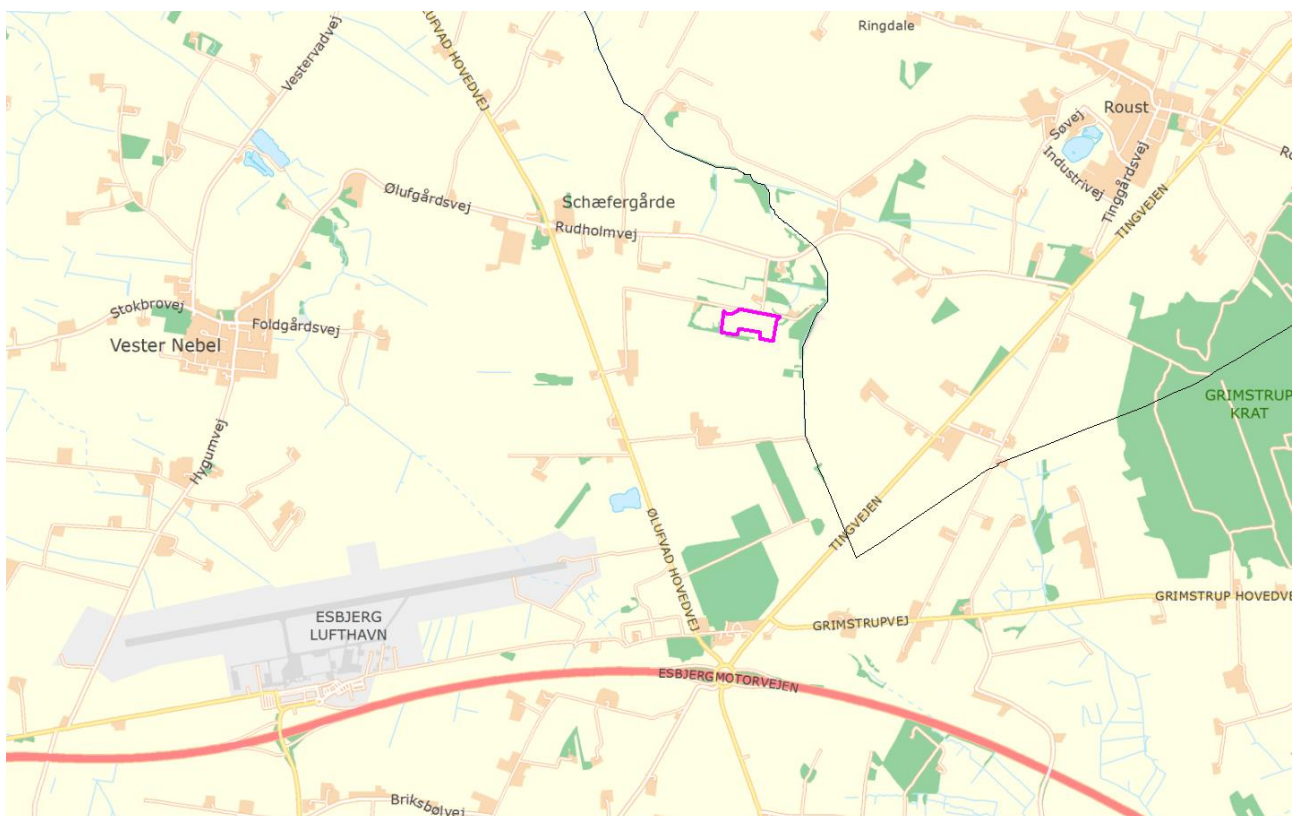 Ringdale
ØLUFVAD HOVEDVEJ
Vestervadvej
Roust
Søvej
Industrivej
Tinggårdsvej
TINGVEJEN
Ølufgårdsvej
Schæfergårde
Rudholmvej
Stokbrovej
Foldgårdsvej
Vester Nebel
GRIMSTRUP
KRAT
Hygumvej
TINGVEJEN
ØLUFVAD HOVEDVEJ
ESBJERG
LUFTHAVN
GRIMSTRUPVEJ
GRIMSTRUP HOVEDVE
ESBJERGMOTORVEJEN
Briksbølvej